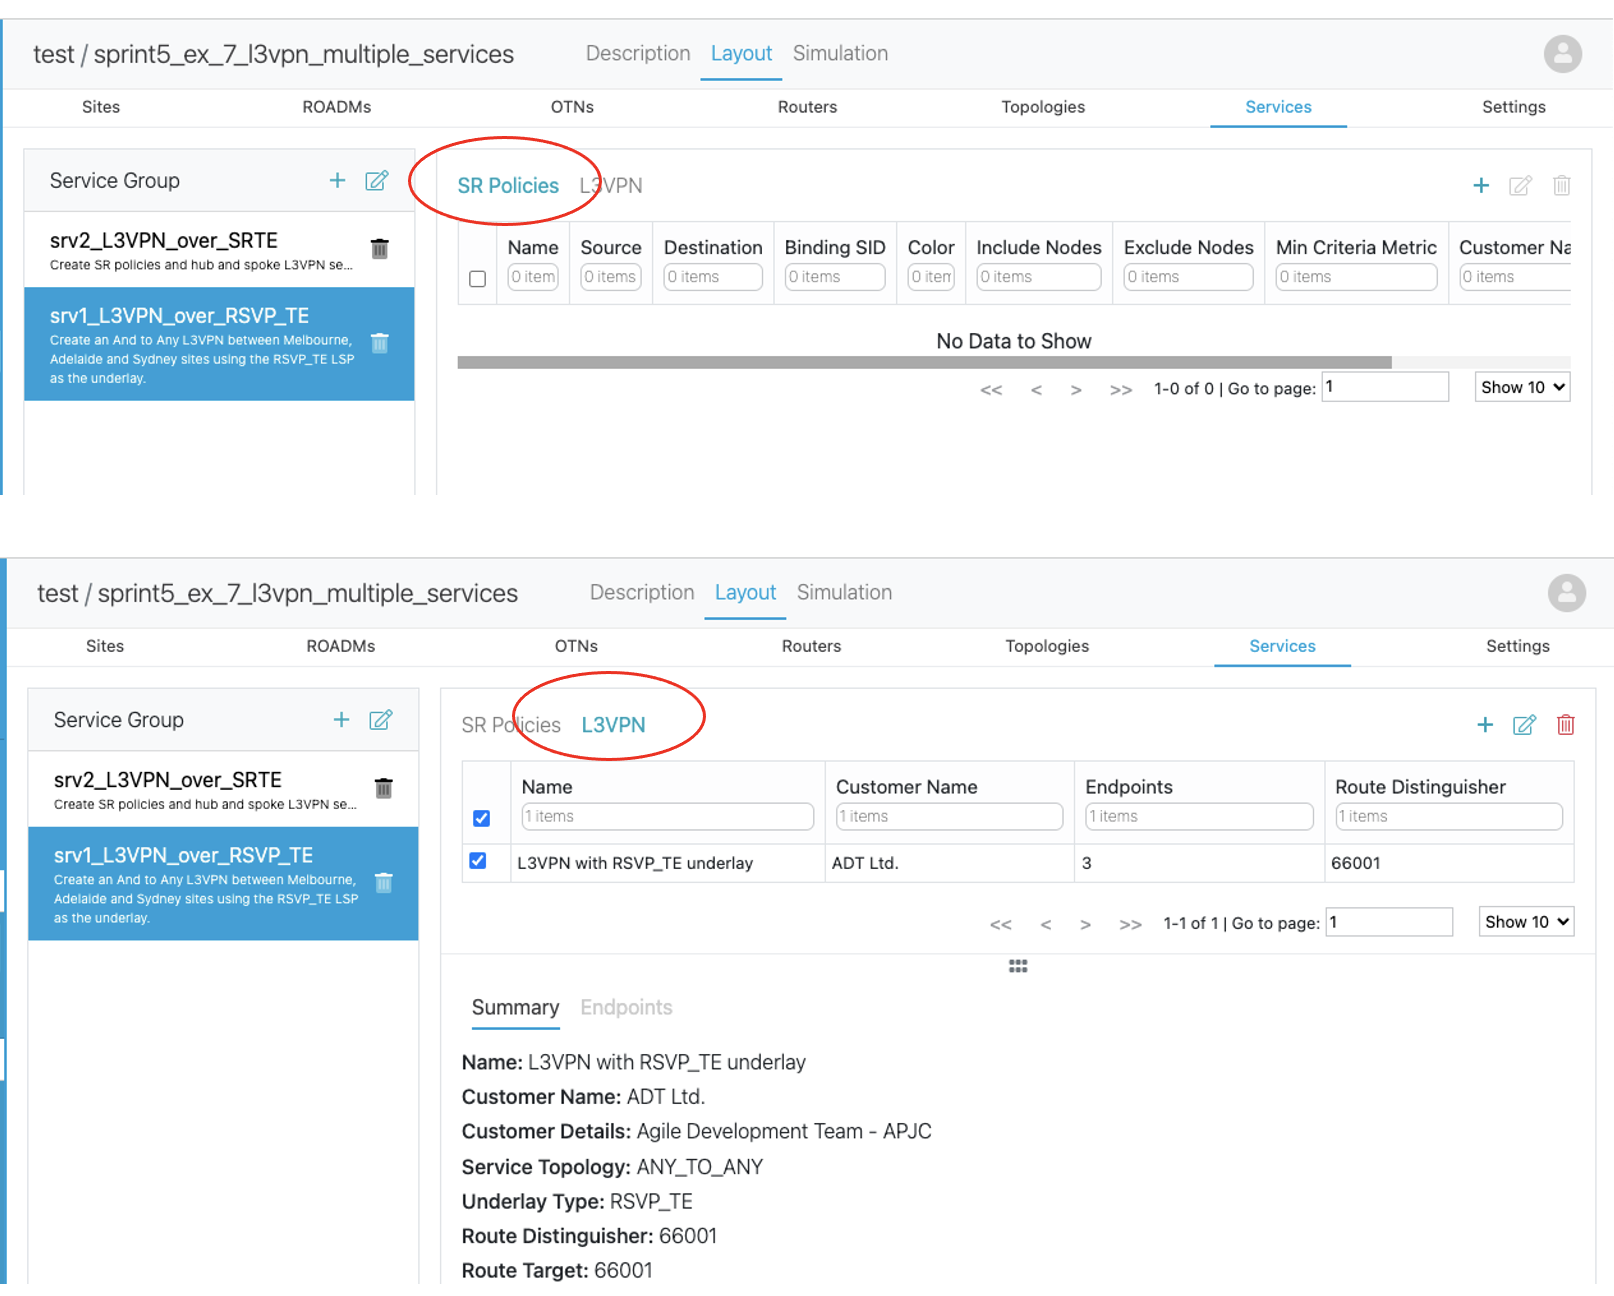 test / sprint5_ex_7_l3vpn_multiple_services Description Layout Simulation
Sites ROADMs OTNs Routers Topologies Services Settings
Service Group
SR Policies L3VPN
srv2_L3VPN_over_SRTE
Create SR policies and hub and spoke L3VPN se...
srv1_L3VPN_over_RSVP_TE
Create an And to Any L3VPN between Melbourne,
Adelaide and Sydney sites using the RSVP_TE LSP
as the underlay.
Name Source Destination Binding SID Color Include Nodes Exclude Nodes Min Criteria Metric Customer Na
0 item 0 items 0 items 0 items 0 item 0 items 0 items 0 items 0 items
No Data to Show
<< < > >> 1-0 of 0 | Go to page: 1 Show 10
test / sprint5_ex_7_l3vpn_multiple_services Description Layout Simulation
Sites ROADMs OTNs Routers Topologies Services Settings
Service Group
SR Policies L3VPN
srv2_L3VPN_over_SRTE
Create SR policies and hub and spoke L3VPN se...
srv1_L3VPN_over_RSVP_TE
Create an And to Any L3VPN between Melbourne,
Adelaide and Sydney sites using the RSVP_TE LSP
as the underlay.
Name Customer Name Endpoints Route Distinguisher
1 items 1 items 1 items 1 items
L3VPN with RSVP_TE underlay ADT Ltd. 3 66001
<< < > >> 1-1 of 1 | Go to page: 1 Show 10
Summary Endpoints
Name: L3VPN with RSVP_TE underlay
Customer Name: ADT Ltd.
Customer Details: Agile Development Team - APJC
Service Topology: ANY_TO_ANY
Underlay Type: RSVP_TE
Route Distinguisher: 66001
Route Target: 66001